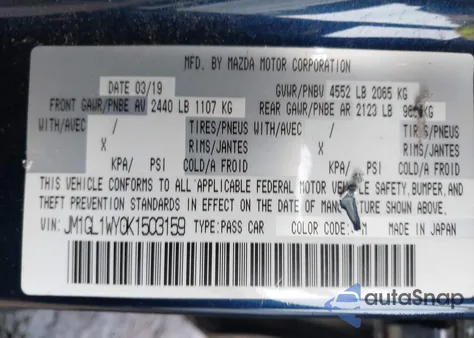 MFD. BY MAZDA MOTOR CORPORATION
DATE 03/19 GVWR/PNBV 4552 LB 2065 KG
FRONT GAWR/PNBE AV 2440 LB 1107 KG REAR GAWR/PNBE AR 2123 LB KG
WITH/AVEC / TIRES/PNEUS WITH/AVEC / TIRES/PNEUS
X RIMS/JANTES X RIMS/JANTES
KPA/ PSI COLD/A FROID KPA/ PSI COLD/A FROID
THIS VEHICLE CONFORMS TO ALL APPLICABLE FEDERAL MOTOR VEHICLE SAFETY, BUMPER, AND
THEFT PREVENTION STANDARDS IN EFFECT ON THE DATE OF MANUFACTURE SHOWN ABOVE.
VIN: JM1GL1WY0K1503159 TYPE: PASS CAR COLOR CODE: MADE IN JAPAN
autoSnap